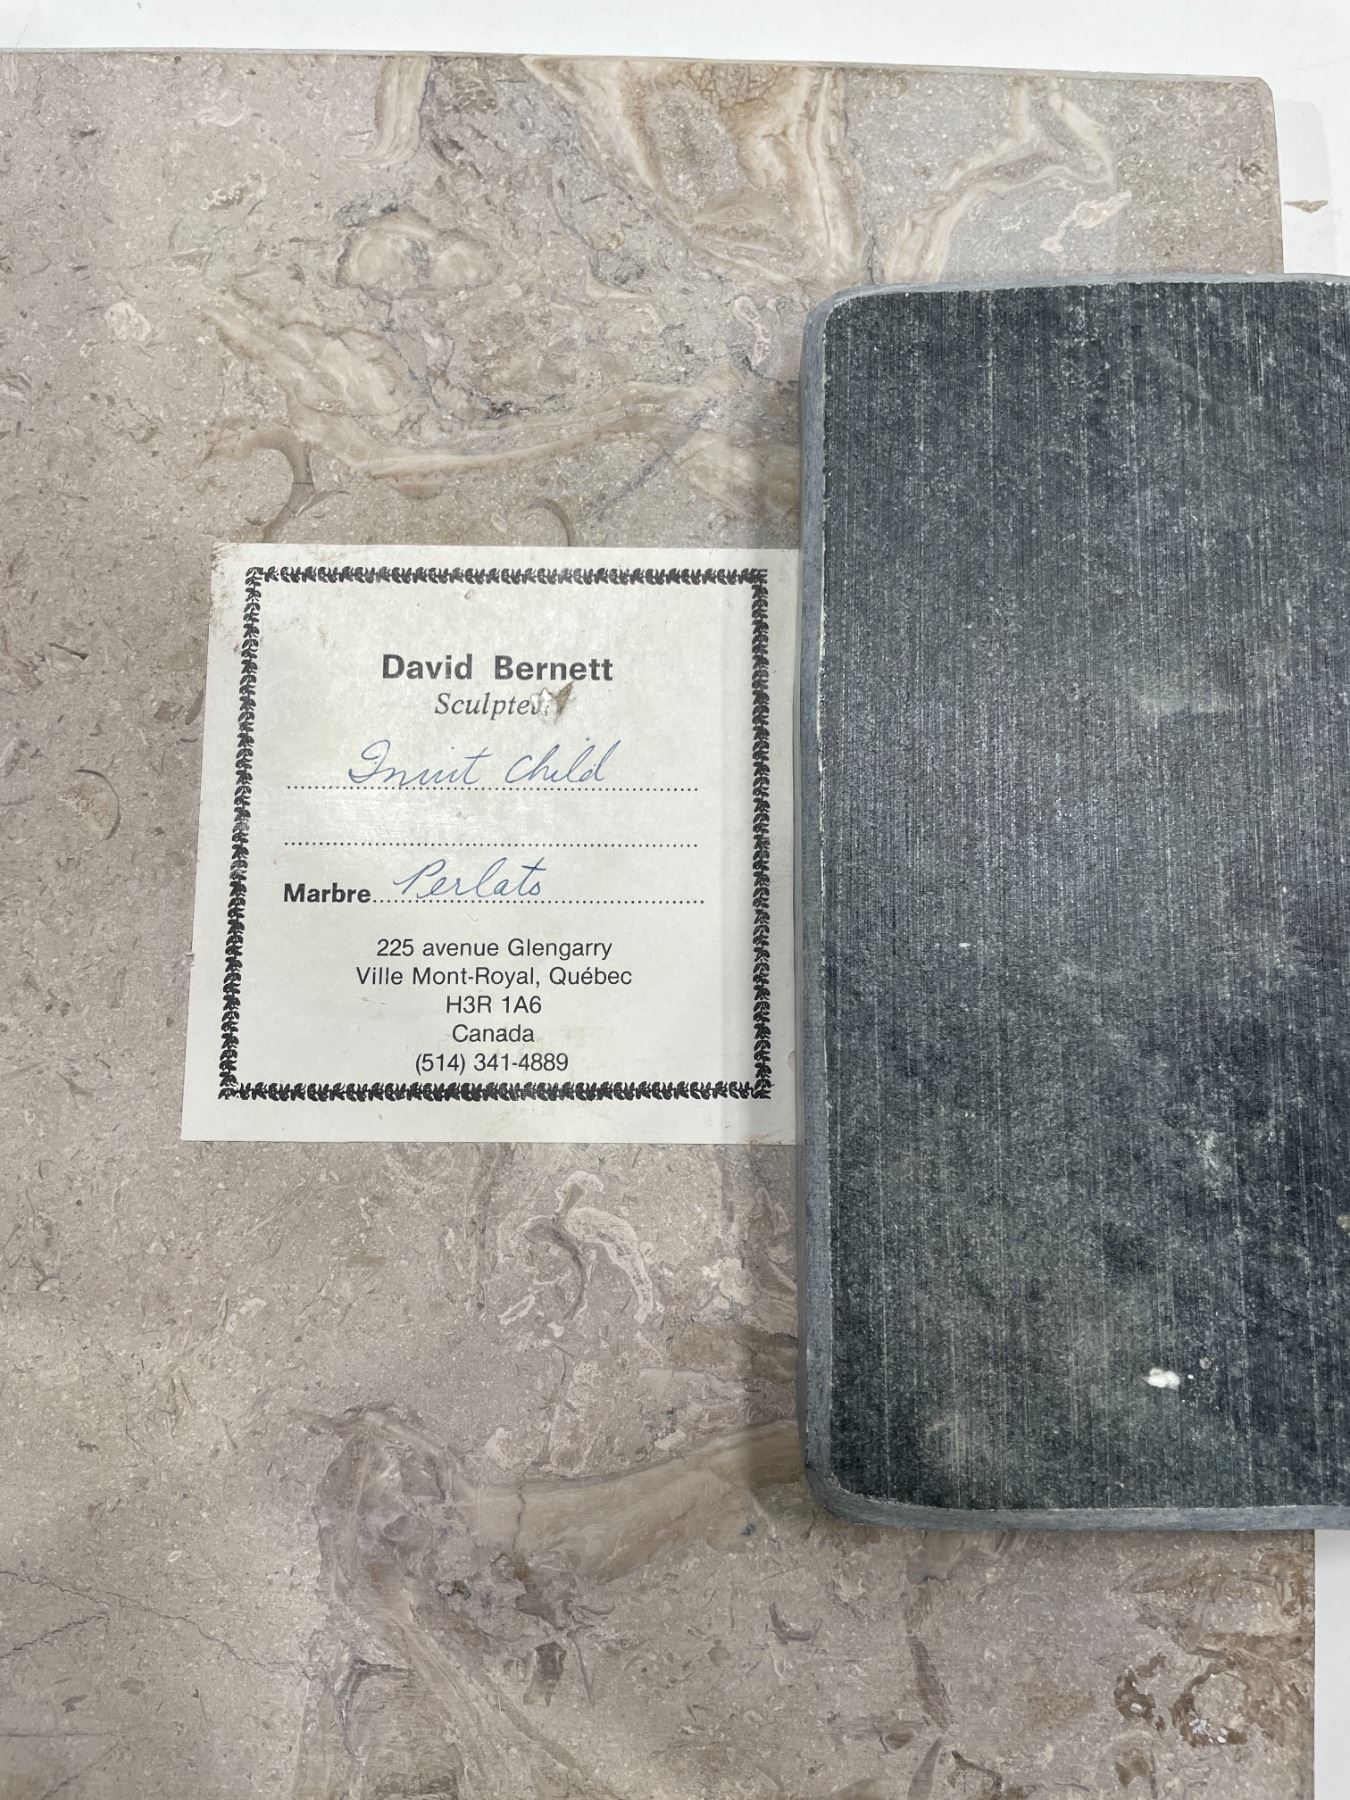 David Bernett
Inuit Child
Marbre Perlato
225 avenue Glengarry
Ville Mont-Royal, Québec
H3R 1A6
Canada
(514) 341-4889